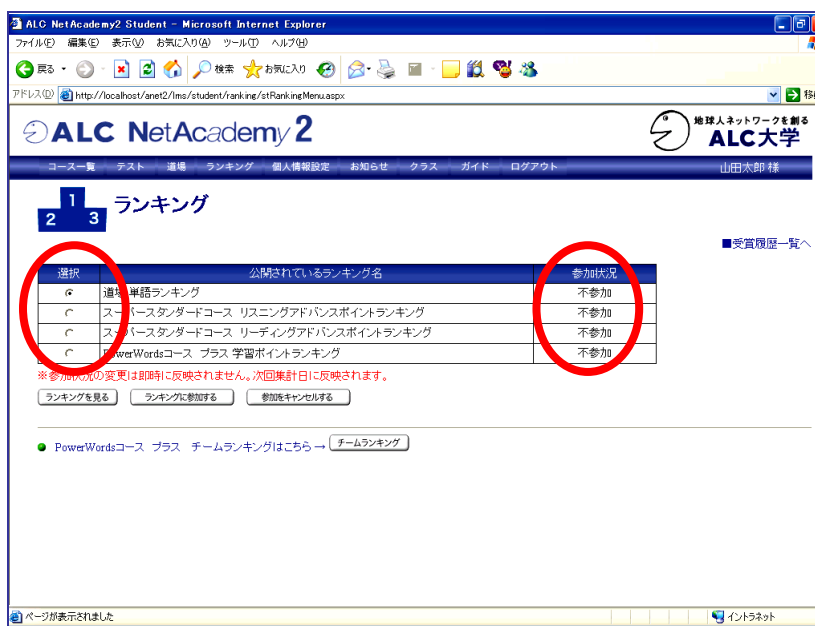 ALC NetAcademy2 Student - Microsoft Internet Explorer
ファイル(F) 編集(E) 表示(V) お気に入り(A) ツール(T) ヘルプ(H)
戻る 検索 お気に入り
アドレス(D) http://localhost/anet2/lms/student/ranking/stRankingMenu.aspx
ALC NetAcademy 2
地球人ネットワークを創る
ALC大学
コース一覧 テスト 道場 ランキング 個人情報設定 お知らせ クラス ガイド ログアウト 山田太郎 様
1 2 3 ランキング
■受賞履歴一覧へ
選択 公開されているランキング名 参加状況
道場 単語ランキング 不参加
スーパースタンダードコース リスニングアドバンスポイントランキング 不参加
スーパースタンダードコース リーディングアドバンスポイントランキング 不参加
PowerWordsコース プラス 学習ポイントランキング 不参加
※参加状況の変更は即時に反映されません。次回集計日に反映されます。
ランキングを見る ランキングに参加する 参加をキャンセルする
PowerWordsコース プラス チームランキングはこちら→ チームランキング
ページが表示されました イントラネット